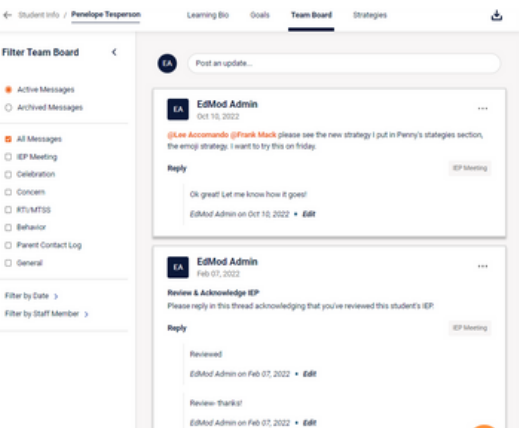 ← Student Info / Penelope Tesperson
Learning Bio Goals Team Board Strategies
Filter Team Board
Active Messages
Archived Messages
All Messages
IEP Meeting
Celebration
Concern
RTI/MTSS
Behavior
Parent Contact Log
General
Filter by Date >
Filter by Staff Member >
EA Post an update...
EA EdMod Admin
Oct 10, 2022
@Lee Accomando @Frank Mack please see the new strategy I put in Penny's stategies section,
the emoji strategy. I want to try this on friday.
Reply IEP Meeting
Ok great! Let me know how it goes!
EdMod Admin on Oct 10, 2022 • Edit
EA EdMod Admin
Feb 07, 2022
Review & Acknowledge IEP
Please reply in this thread acknowledging that you've reviewed this student's IEP.
Reply IEP Meeting
Reviewed
EdMod Admin on Feb 07, 2022 • Edit
Review- thanks!
EdMod Admin on Feb 07, 2022 • Edit